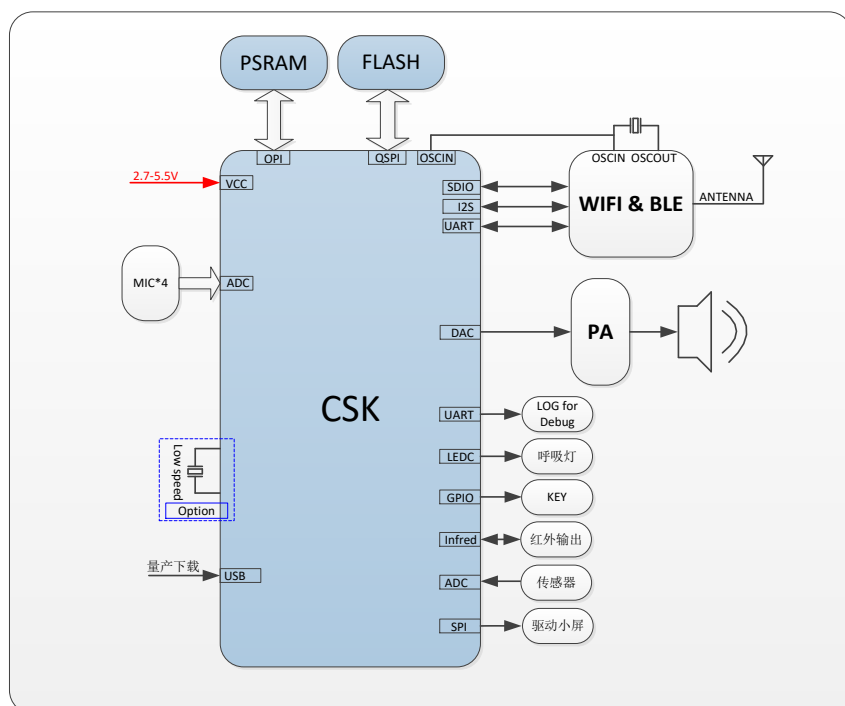 PSRAM
FLASH
OPI
QSPI
OSCIN
OSCIN OSCOUT
2.7-5.5V
VCC
SDIO
I2S
UART
WIFI & BLE
ANTENNA
MIC*4
ADC
DAC
PA
CSK
UART
LOG for
Debug
LEDC
呼吸灯
Low speed
Option
GPIO
KEY
Infred
红外输出
量产下载
USB
ADC
传感器
SPI
驱动小屏